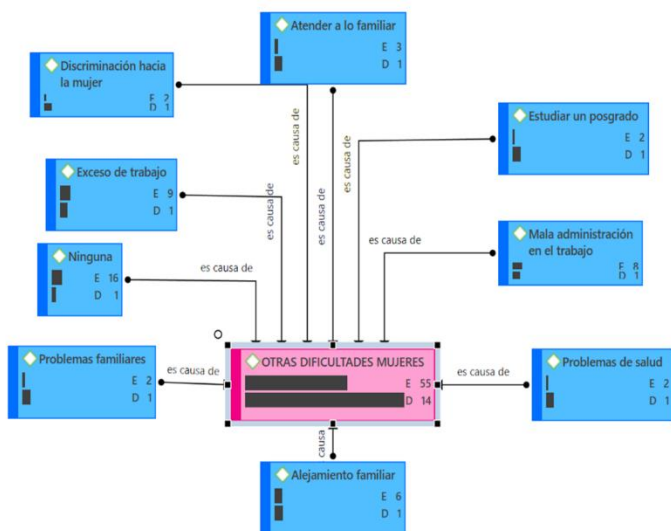 Atender a lo familiar
E 3
D 1
Discriminación hacia
la mujer
E 2
D 1
es causa de
es causa de
es causa de
Estudiar un posgrado
E 2
D 1
Exceso de trabajo
E 9
D 1
es causa de
Mala administración
en el trabajo
E 8
D 1
es causa de
Ninguna
E 16
D 1
es causa de
Problemas familiares
E 2
D 1
es causa de
OTRAS DIFICULTADES MUJERES
E 55
D 14
es causa de
Problemas de salud
E 2
D 1
causa
Alejamiento familiar
E 6
D 1